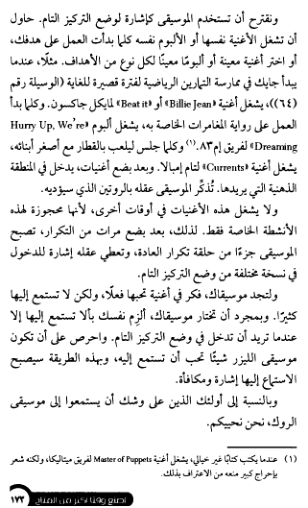 ونقترح أن تستخدم الموسيقى كإشارة لوضع التركيز التام. حاول
أن تشغل الأغنية نفسها أو الألبوم نفسه كلما بدأت العمل على هدفك،
أو اختر أغنية معينة أو ألبومًا معينًا لكل نوع من الأهداف. مثلًا، عندما
يبدأ جايك في ممارسة التمارين الرياضية لفترة قصيرة للغاية (الوسيلة رقم
(٦٤))، يشغل أغنية «Billie Jean» أو «Beat it» لمايكل جاكسون. وكلما بدأ
العمل على رواية المغامرات الخاصة به، يشغل ألبوم «Hurry Up, We're
Dreaming» لفريق إم٨٣.(١) وكلما جلس ليلعب بالقطار مع أصغر أبنائه،
يشغل أغنية «Currents» لتام إمبالا. وبعد بضع أغنيات، يدخل في المنطقة
الذهنية التي يريدها. تُذكِّر الموسيقى عقله بالروتين الذي سيؤديه.
ولا يشغل هذه الأغنيات في أوقات أخرى، لأنها محجوزة لهذه
الأنشطة الخاصة فقط. لذلك، بعد بضع مرات من التكرار، تصبح
الموسيقى جزءًا من حلقة تكرار العادة، وتعطي عقله إشارة للدخول
في نسخة مختلفة من وضع التركيز التام.
ولتجد موسيقاك، فكر في أغنية تحبها فعلًا، ولكن لا تستمع إليها
كثيرًا. وبمجرد أن تختار موسيقاك، ألزم نفسك بألا تستمع إليها إلا
عندما تريد أن تدخل في وضع التركيز التام. واحرص على أن تكون
موسيقى الليزر شيئًا تحب أن تستمع إليه، وبهذه الطريقة سيصبح
الاستماع إليها إشارة ومكافأة.
وبالنسبة إلى أولئك الذين على وشك أن يستمعوا إلى موسيقى
الروك، نحن نحييكم.
(١) عندما يكتب كتابًا غير خيالي، يشغل أغنية Master of Puppets لفريق ميتاليكا، ولكنه شعر
بإحراج كبير منعه من الاعتراف بذلك.
١٧٣ اصنع وقتًا أكثر من المتاح